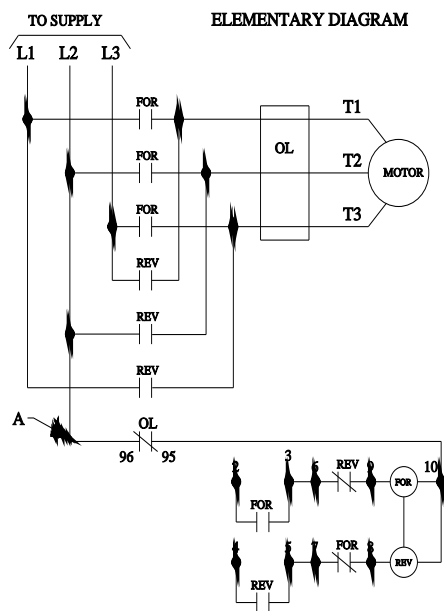 TO SUPPLY
ELEMENTARY DIAGRAM
L1 L2 L3
FOR
T1
OL
FOR
T2
MOTOR
FOR
T3
REV
REV
REV
A
OL
96 95
2 3 6 REV 9 FOR 10
FOR
4 5 7 FOR 8 REV
REV